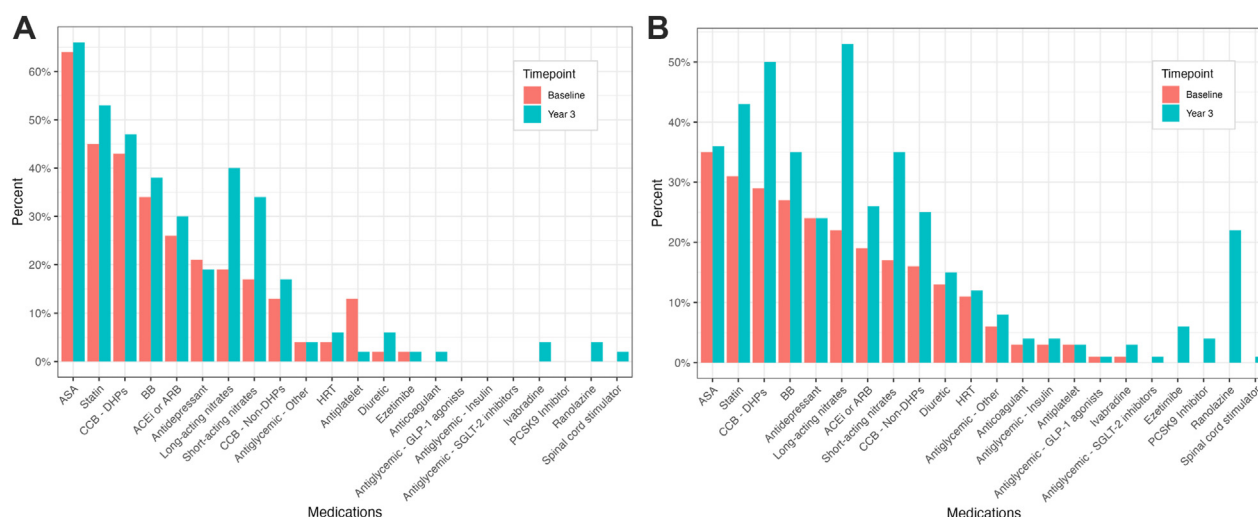 A
60%
50%
40%
30%
20%
10%
0%
Percent
Timepoint
Baseline
Year 3
ASA
Statin
CCB - DHPs
BB
ACEi or ARB
Antidepressant
Long-acting nitrates
Short-acting nitrates
CCB - Non-DHPs
Antiglycemic - Other
HRT
Antiplatelet
Diuretic
Ezetimbe
Anticoagulant
Antiglycemic - GLP-1 agonists
Antiglycemic - Insulin
Antiglycemic - SGLT-2 inhibitors
Ivabradine
PCSK9 Inhibitor
Ranolazine
Spinal cord stimulator
Medications
B
50%
40%
30%
20%
10%
0%
Percent
Timepoint
Baseline
Year 3
ASA
Statin
CCB - DHPs
BB
Antidepressant
Long-acting nitrates
ACEi or ARB
Short-acting nitrates
CCB - Non-DHPs
Diuretic
HRT
Antiglycemic - Other
Anticoagulant
Antiglycemic - Insulin
Antiplatelet
Antiglycemic - GLP-1 agonists
Ivabradine
Antiglycemic - SGLT-2 inhibitors
Ezetimibe
PCSK9 Inhibitor
Ranolazine
Spinal cord stimulator
Medications